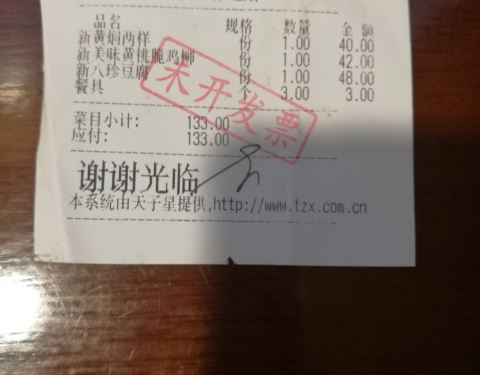 品名 规格 数量 金额
新黄焖两样 份 1.00 40.00
新美味黄桃脆鸡柳 份 1.00 42.00
新八珍豆腐 份 1.00 48.00
餐具 个 3.00 3.00
未开发票
菜目小计: 133.00
应付: 133.00
谢谢光临
本系统由天子星提供,http://www.tzx.com.cn